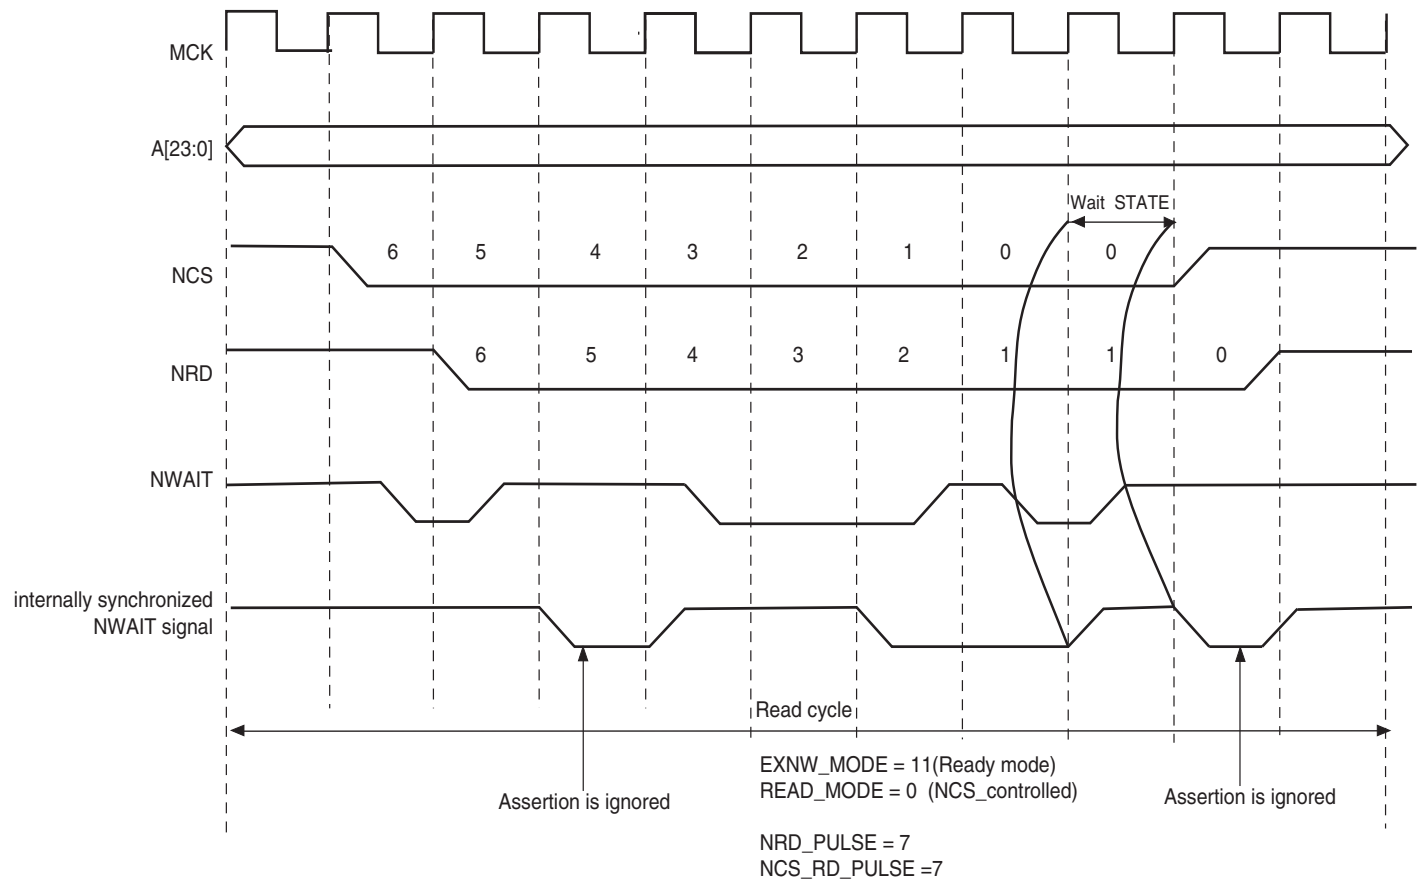 MCK
A[23:0]
Wait STATE
NCS
6 5 4 3 2 1 0 0
NRD
6 5 4 3 2 1 1 0
NWAIT
internally synchronized
NWAIT signal
Read cycle
EXNW_MODE = 11(Ready mode)
READ_MODE = 0 (NCS_controlled)
Assertion is ignored
Assertion is ignored
NRD_PULSE = 7
NCS_RD_PULSE =7